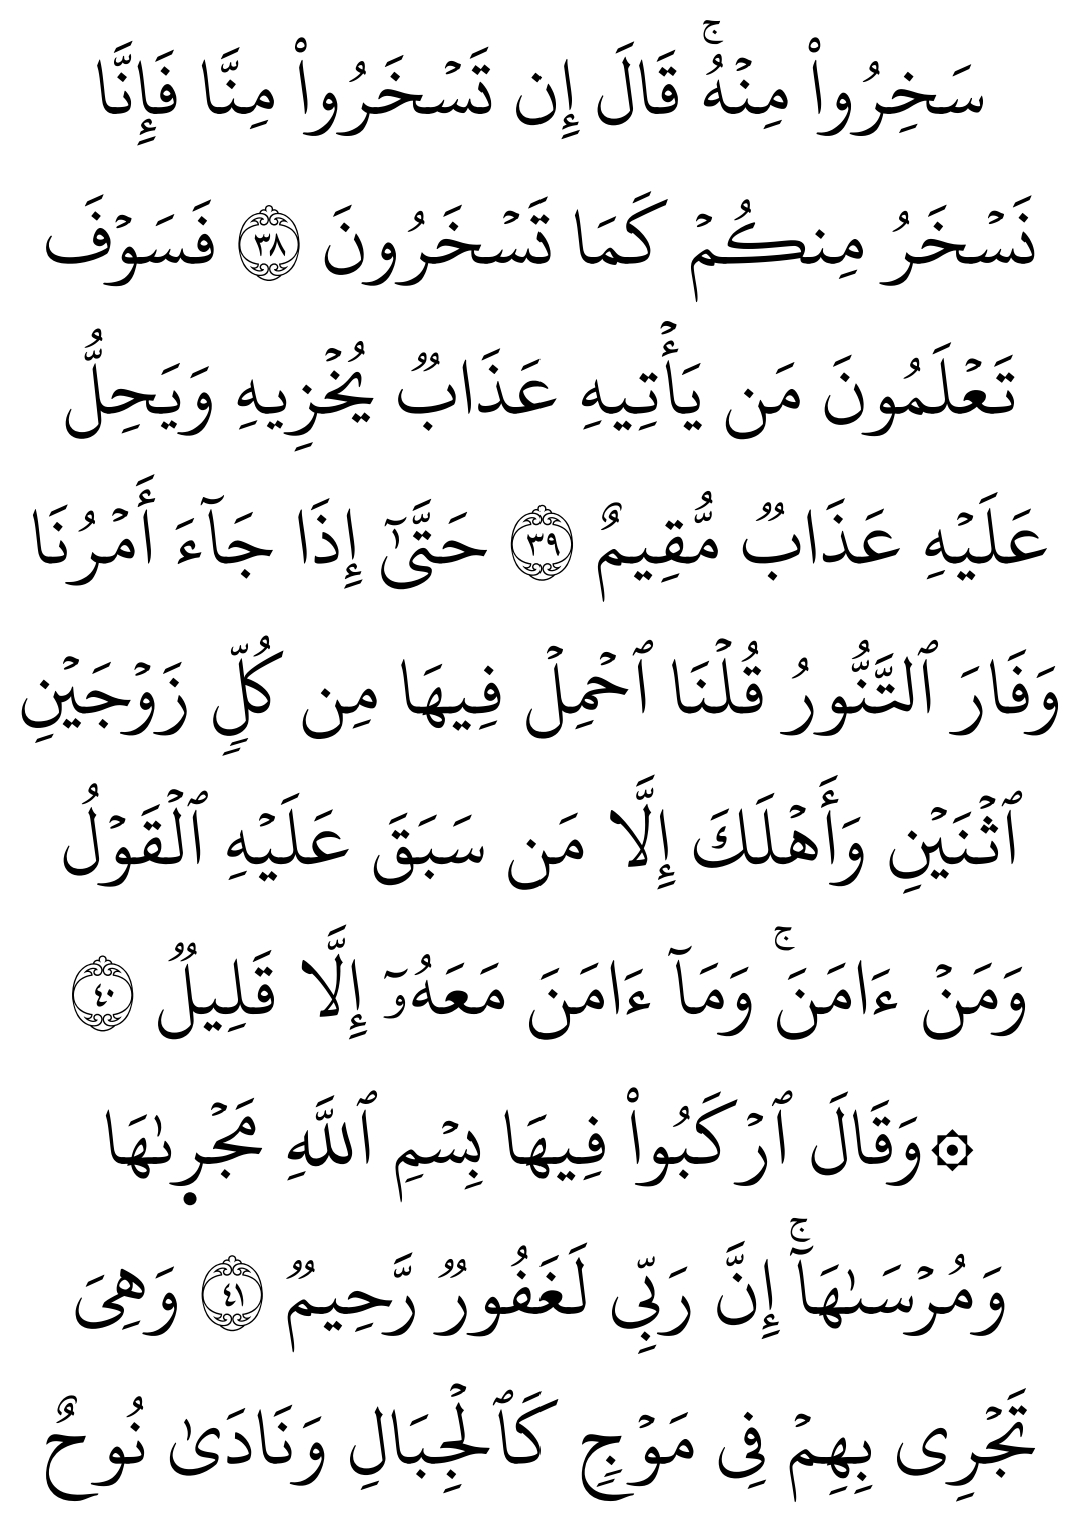 سَخِرُوا۟ مِنْهُ ۚ قَالَ إِن تَسْخَرُوا۟ مِنَّا فَإِنَّا
نَسْخَرُ مِنكُمْ كَمَا تَسْخَرُونَ ٣٨ فَسَوْفَ
تَعْلَمُونَ مَن يَأْتِيهِ عَذَابٌ يُخْزِيهِ وَيَحِلُّ
عَلَيْهِ عَذَابٌ مُّقِيمٌ ٣٩ حَتَّىٰٓ إِذَا جَآءَ أَمْرُنَا
وَفَارَ ٱلتَّنُّورُ قُلْنَا ٱحْمِلْ فِيهَا مِن كُلٍّ زَوْجَيْنِ
ٱثْنَيْنِ وَأَهْلَكَ إِلَّا مَن سَبَقَ عَلَيْهِ ٱلْقَوْلُ
وَمَنْ ءَامَنَ ۚ وَمَآ ءَامَنَ مَعَهُۥٓ إِلَّا قَلِيلٌ ٤٠
۞ وَقَالَ ٱرْكَبُوا۟ فِيهَا بِسْمِ ٱللَّهِ مَجْر۪ىٰهَا
وَمُرْسَىٰهَآ ۚ إِنَّ رَبِّى لَغَفُورٌ رَّحِيمٌ ٤١ وَهِىَ
تَجْرِى بِهِمْ فِى مَوْجٍ كَٱلْجِبَالِ وَنَادَىٰ نُوحٌ